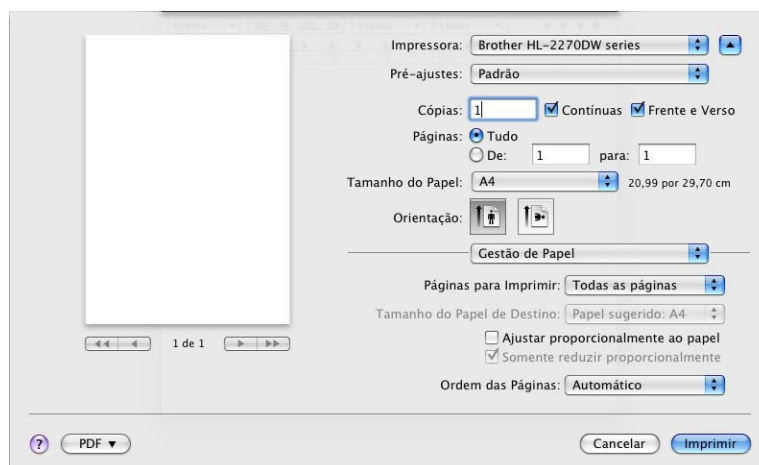 Impressora: Brother HL-2270DW series
Pré-ajustes: Padrão
Cópias: 1 Contínuas Frente e Verso
Páginas: Tudo
De: 1 para: 1
Tamanho do Papel: A4 20,99 por 29,70 cm
Orientação:
Gestão de Papel
Páginas para Imprimir: Todas as páginas
Tamanho do Papel de Destino: Papel sugerido: A4
Ajustar proporcionalmente ao papel
Somente reduzir proporcionalmente
Ordem das Páginas: Automático
1 de 1
? PDF Cancelar Imprimir